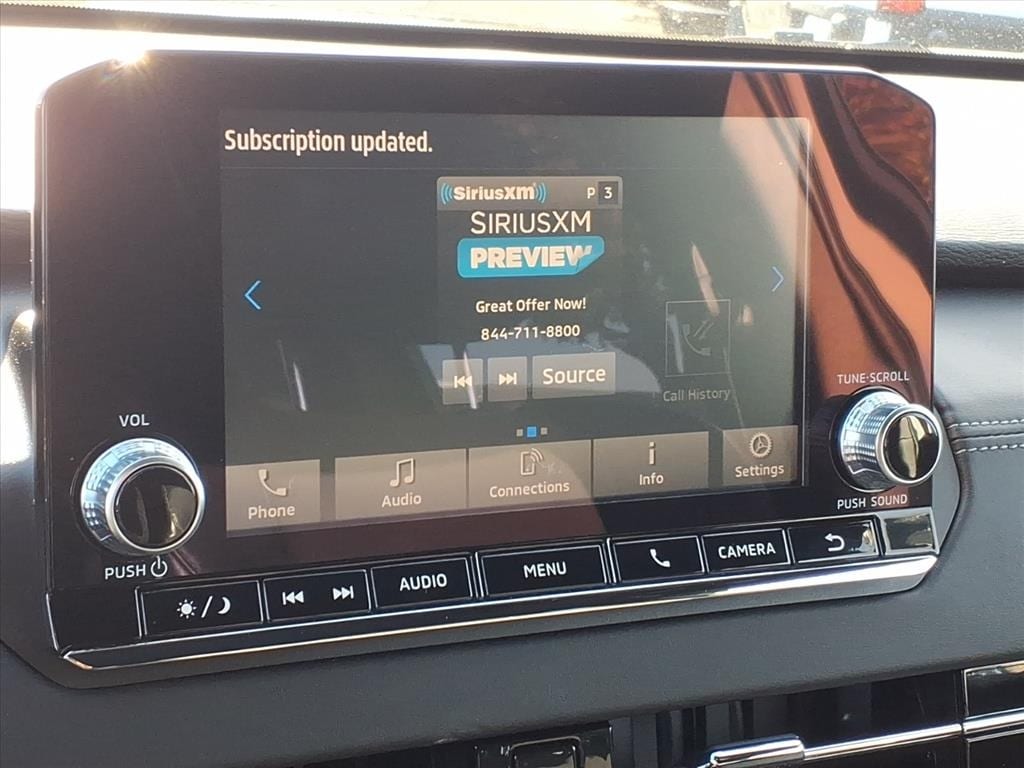 Subscription updated.
SiriusXM P 3
SIRIUSXM
PREVIEW
Great Offer Now!
844-711-8800
Source
Call History
Phone
Audio
Connections
Info
Settings
VOL
PUSH
TUNE·SCROLL
PUSH SOUND
AUDIO
MENU
CAMERA